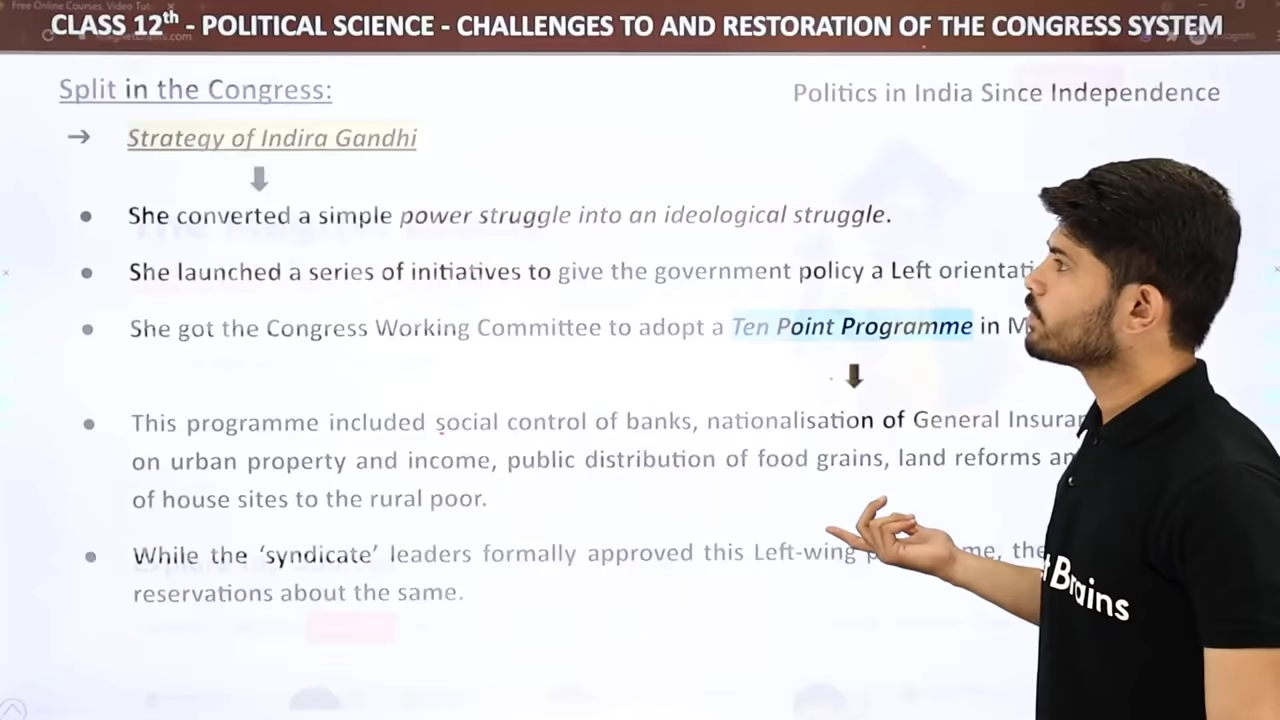 Free Online Courses, Video Tut
CLASS 12th - POLITICAL SCIENCE - CHALLENGES TO AND RESTORATION OF THE CONGRESS SYSTEM
Split in the Congress:
Politics in India Since Independence
→ Strategy of Indira Gandhi
• She converted a simple power struggle into an ideological struggle.
• She launched a series of initiatives to give the government policy a Left
• She got the Congress Working Committee to adopt a Ten Point Programme in
• This programme included social control of banks, nationalisation of General
on urban property and income, public distribution of food grains, land reforms
of house sites to the rural poor.
• While the ‘syndicate’ leaders formally approved this Left-wing
reservations about the same.
Brains